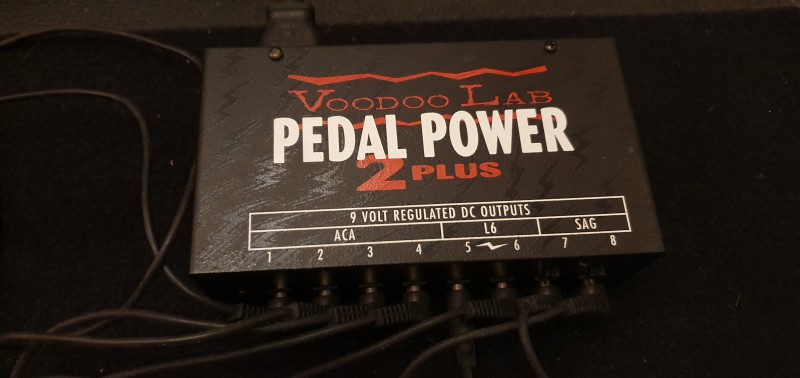 VOODOO LAB
PEDAL POWER
2 PLUS
9 VOLT REGULATED DC OUTPUTS
ACA L6 SAG
1 2 3 4 5 6 7 8